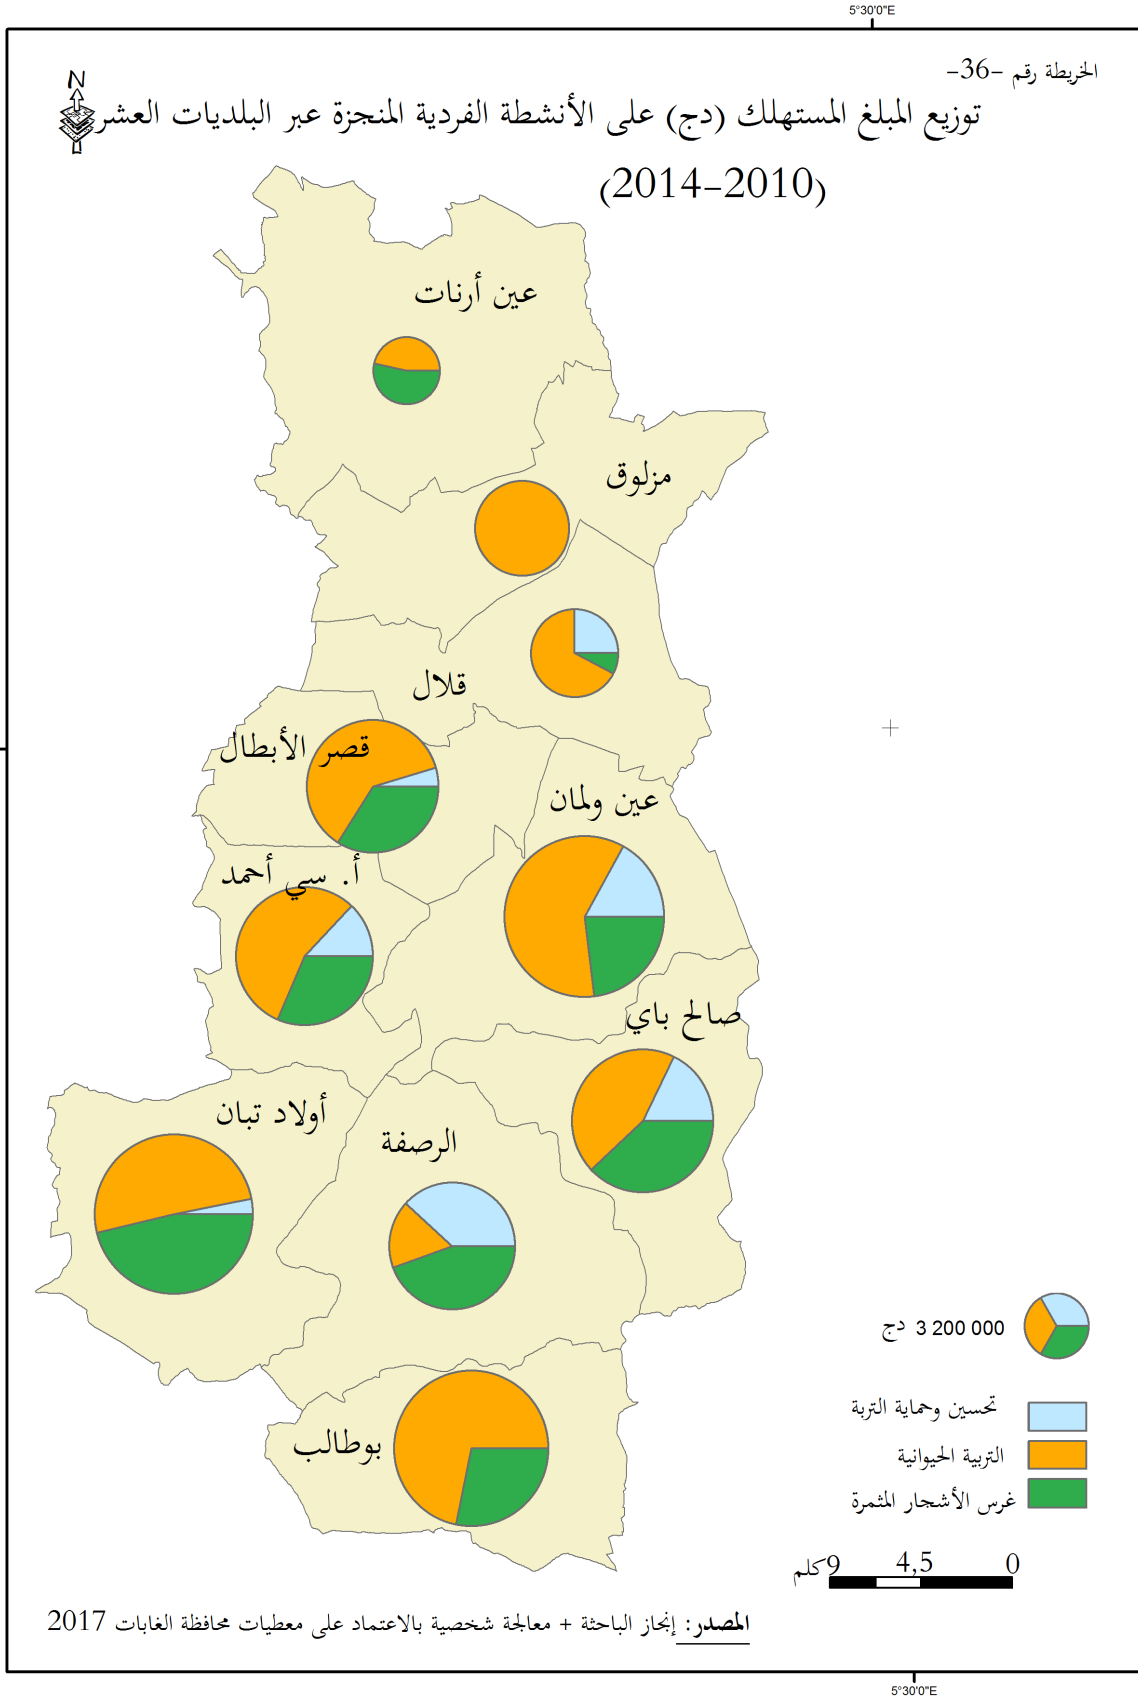 5°30'0"E
الخريطة رقم -36-
N
توزيع المبلغ المستهلك (دج) على الأنشطة الفردية المنجزة عبر البلديات العشر
(2014-2010)
عين أرنات
مزلوق
قلال
قصر الأبطال
عين ولمان
أ. سي أحمد
صالح باي
أولاد تبان
الرصفة
بوطالب
3 200 000 دج
تحسين وحماية التربة
التربية الحيوانية
غرس الأشجار المثمرة
0 4,5 9 كلم
المصدر: إنجاز الباحثة + معالجة شخصية بالاعتماد على معطيات محافظة الغابات 2017
5°30'0"E